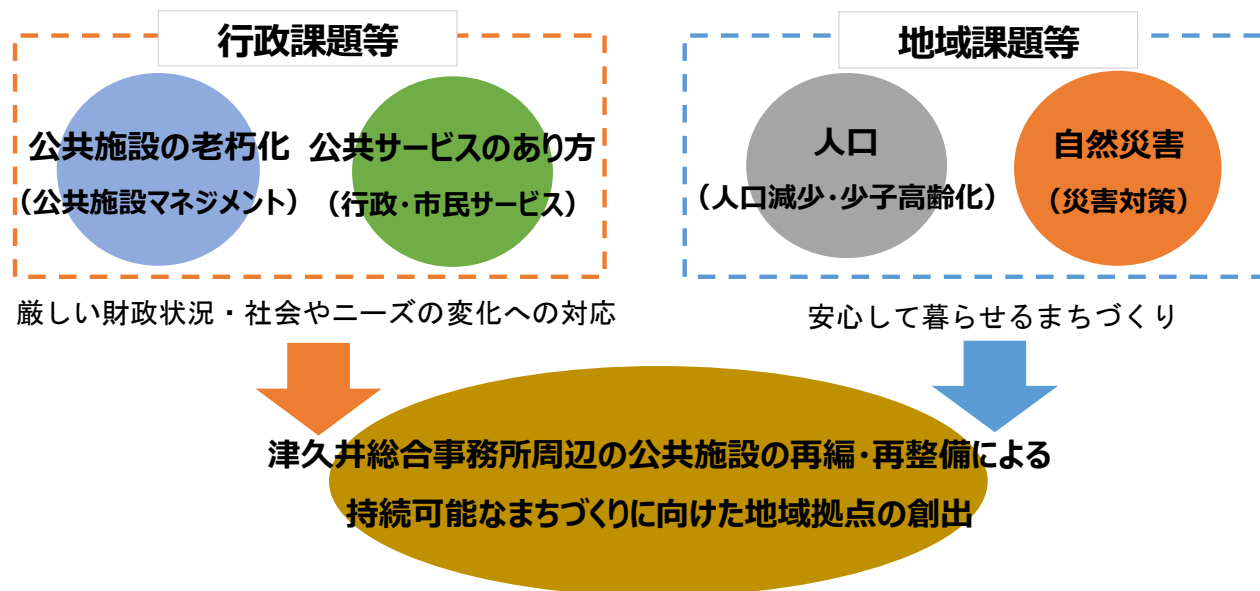 行政課題等
公共施設の老朽化
（公共施設マネジメント）
公共サービスのあり方
（行政・市民サービス）
厳しい財政状況・社会やニーズの変化への対応
地域課題等
人口
（人口減少・少子高齢化）
自然災害
（災害対策）
安心して暮らせるまちづくり
津久井総合事務所周辺の公共施設の再編・再整備による
持続可能なまちづくりに向けた地域拠点の創出